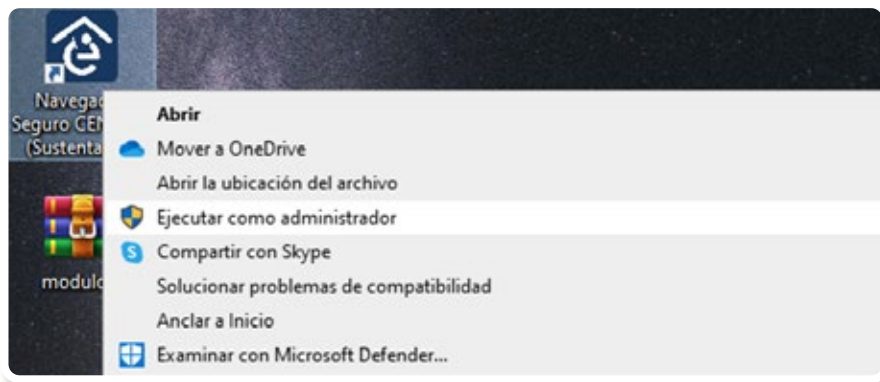 Navegad
Seguro CEN
(Sustenta
modulo
Abrir
Mover a OneDrive
Abrir la ubicación del archivo
Ejecutar como administrador
Compartir con Skype
Solucionar problemas de compatibilidad
Anclar a Inicio
Examinar con Microsoft Defender...